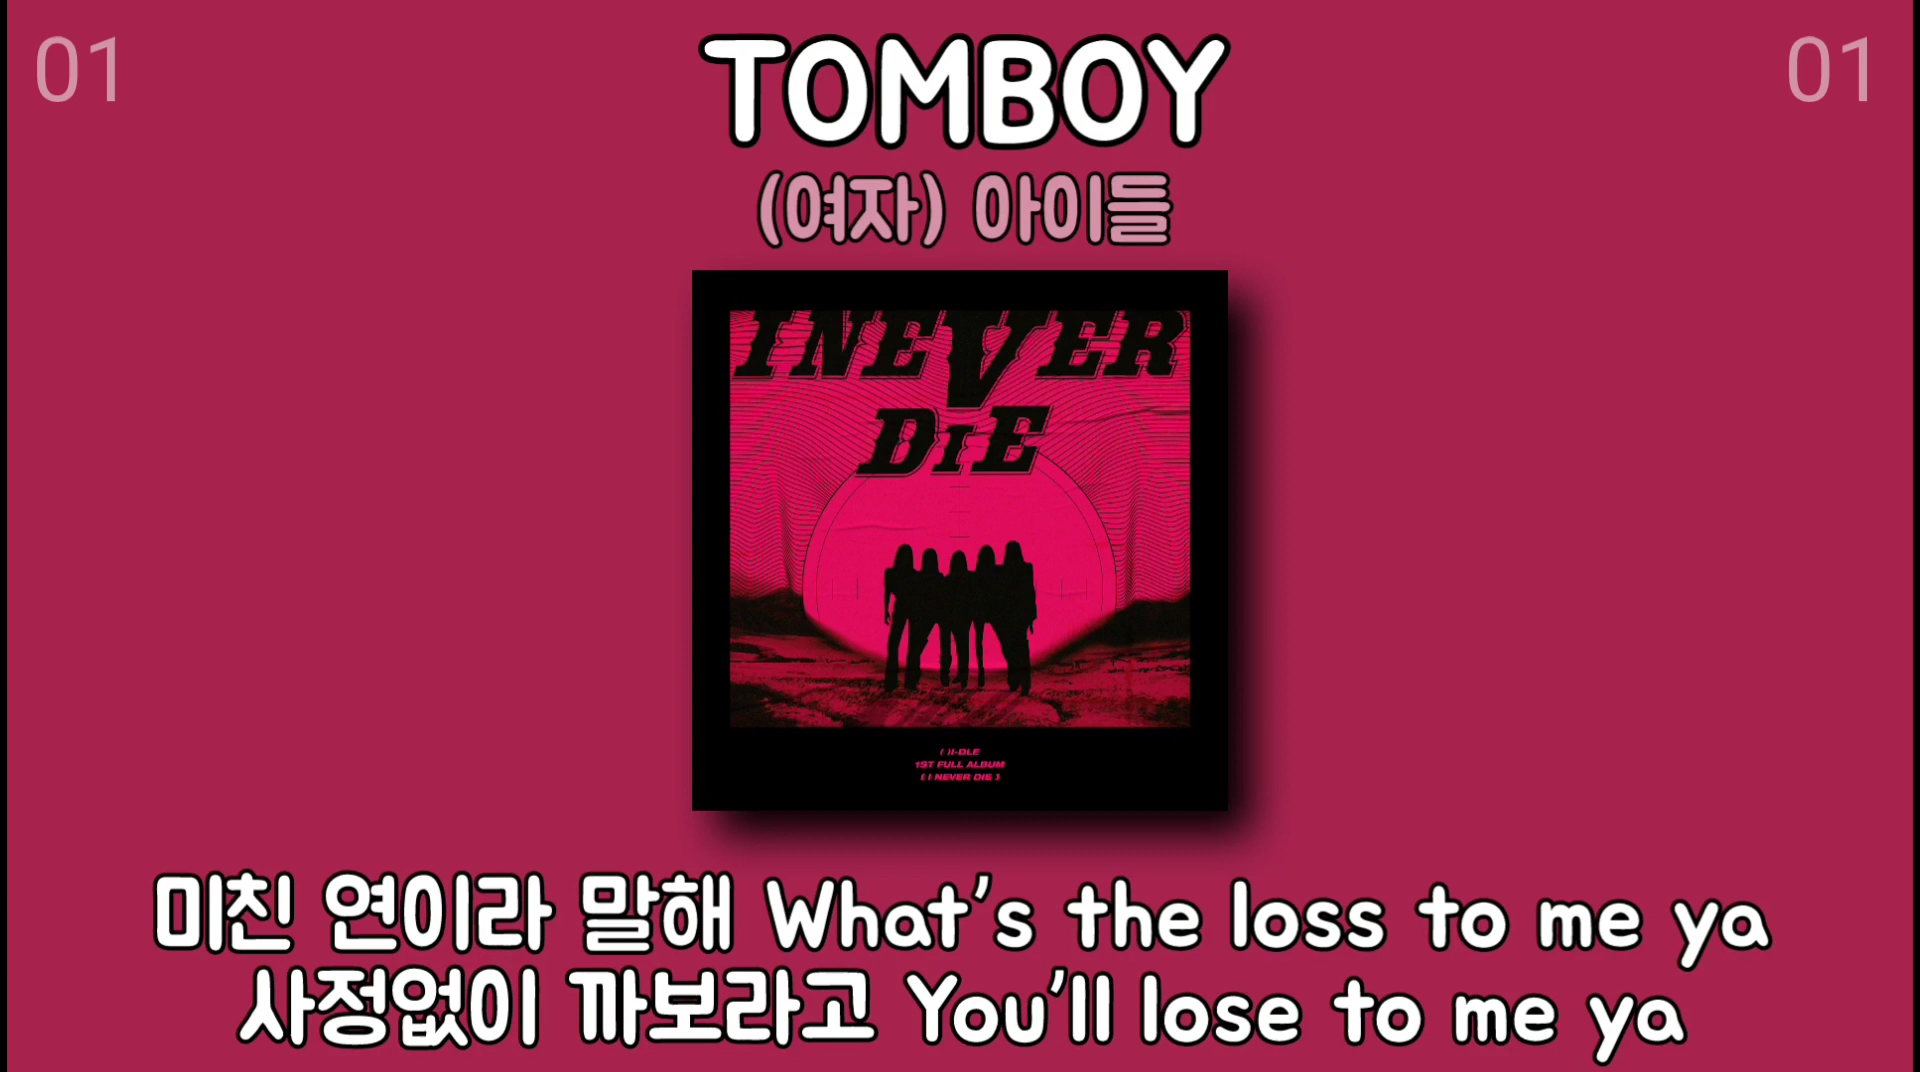 01
TOMBOY
01
(여자) 아이들
I NEVER
DIE
( )I-DLE
1ST FULL ALBUM
[ I NEVER DIE ]
미친 연이라 말해 What's the loss to me ya
사정없이 까보라고 You'll lose to me ya